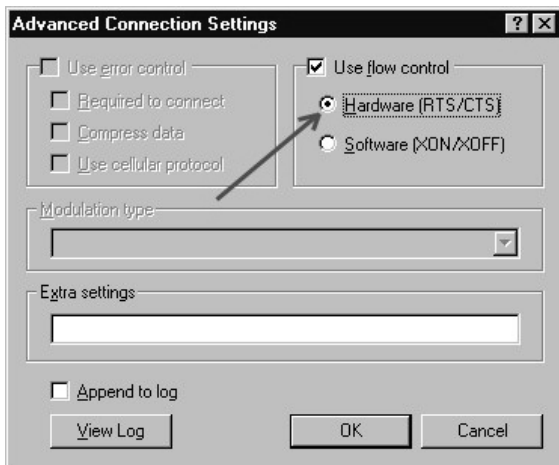 Advanced Connection Settings
Use error control
Required to connect
Compress data
Use cellular protocol
Use flow control
Hardware (RTS/CTS)
Software (XON/XOFF)
Modulation type
Extra settings
Append to log
View Log
OK
Cancel